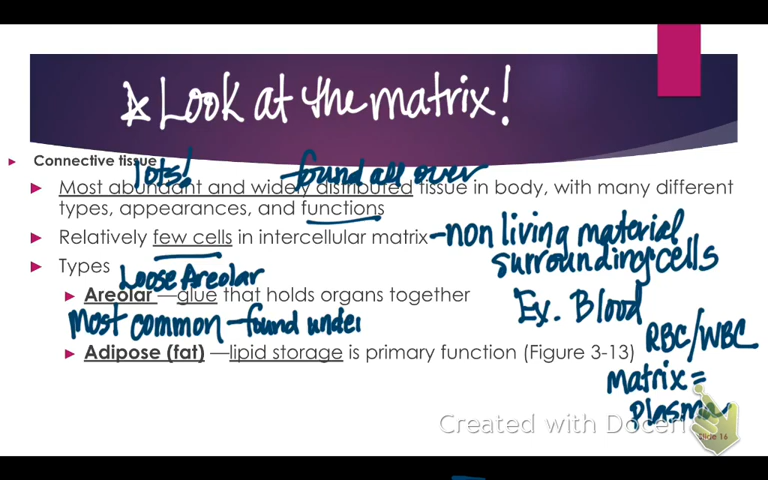 * Look at the matrix!
Connective tissue
lots! found all over
Most abundant and widely distributed tissue in body, with many different
types, appearances, and functions
Relatively few cells in intercellular matrix -non living material
surrounding cells
Types
Loose Areolar
Areolar —glue that holds organs together
Ex. Blood
Most common -found under
RBC/WBC
Adipose (fat) —lipid storage is primary function (Figure 3-13)
matrix =
plasma
Created with Doceri
Slide 16